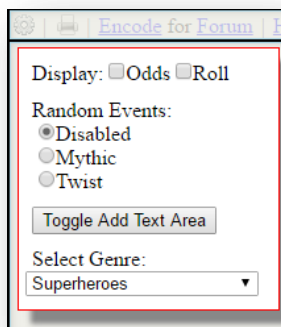 | | Encode for Forum |
Display: Odds Roll
Random Events:
Disabled
Mythic
Twist
Toggle Add Text Area
Select Genre:
Superheroes